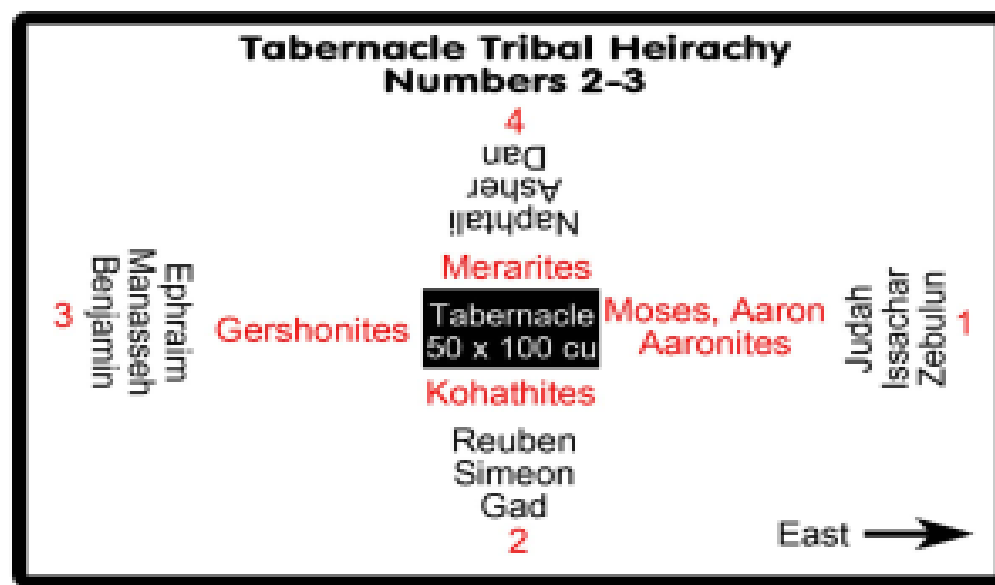 Tabernacle Tribal Heirachy
Numbers 2-3
4
Dan
Asher
Naphtali
Merarites
3
Benjamin
Manasseh
Ephraim
Gershonites
Tabernacle
50 x 100 cu
Moses, Aaron
Aaronites
Judah
Issachar
Zebulun
1
Kohathites
Reuben
Simeon
Gad
2
East